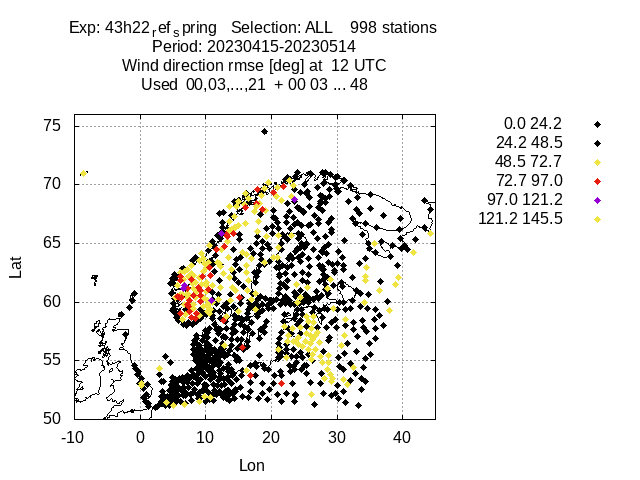 Exp: 43h22ref spring   Selection: ALL    998 stations
Period: 20230415-20230514
Wind direction rmse [deg] at  12 UTC
Used  00,03,...,21  + 00 03 ... 48
75
70
65
60
55
50
Lat
-10 0 10 20 30 40
Lon
0.0 24.2
24.2 48.5
48.5 72.7
72.7 97.0
97.0 121.2
121.2 145.5